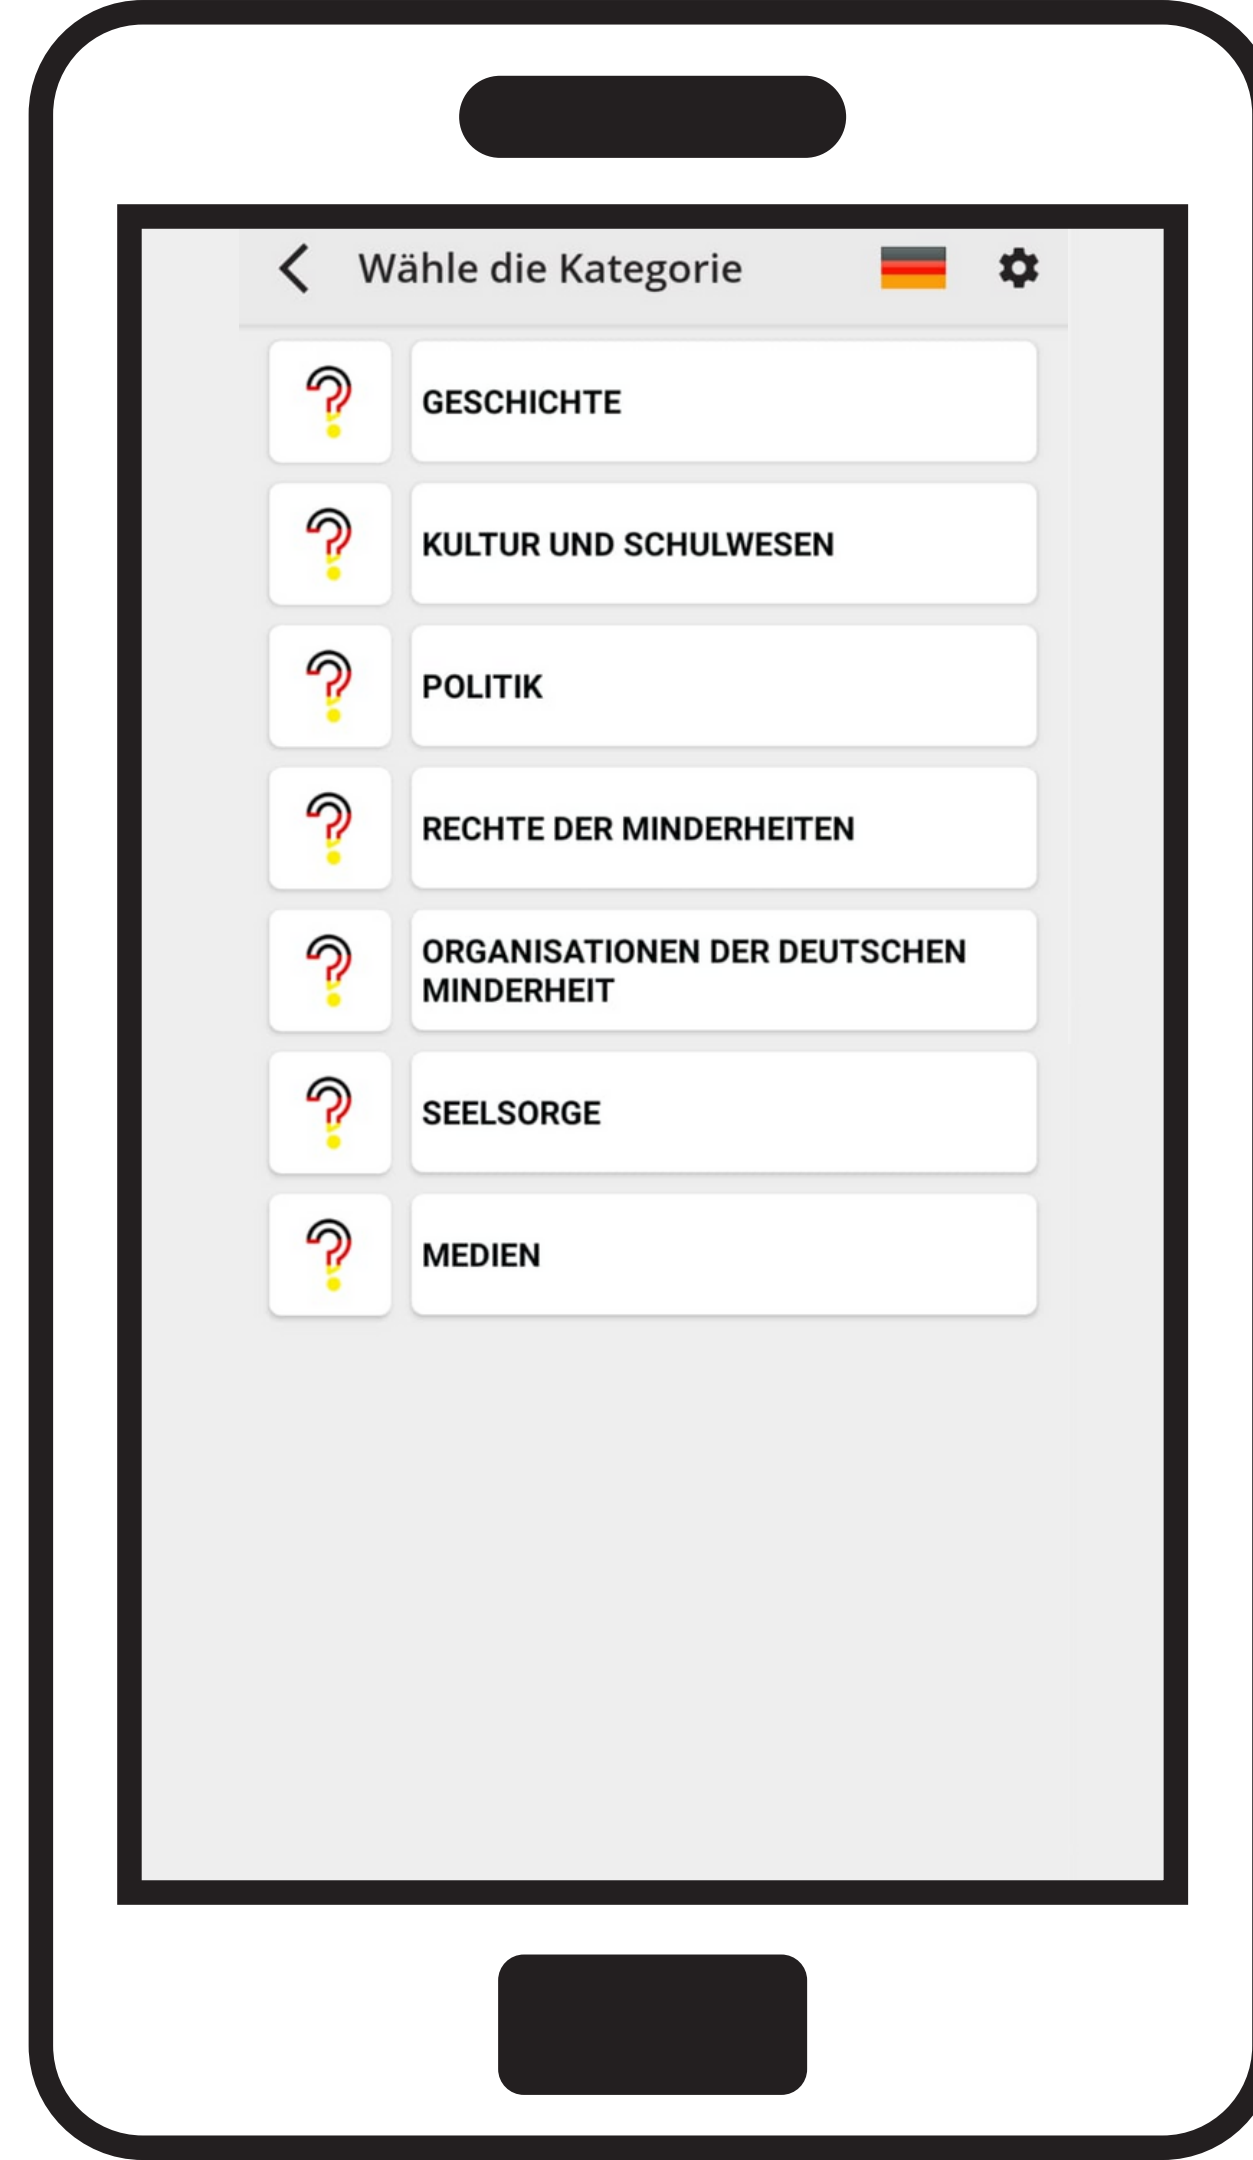 Wähle die Kategorie
GESCHICHTE
KULTUR UND SCHULWESEN
POLITIK
RECHTE DER MINDERHEITEN
ORGANISATIONEN DER DEUTSCHEN
MINDERHEIT
SEELSORGE
MEDIEN